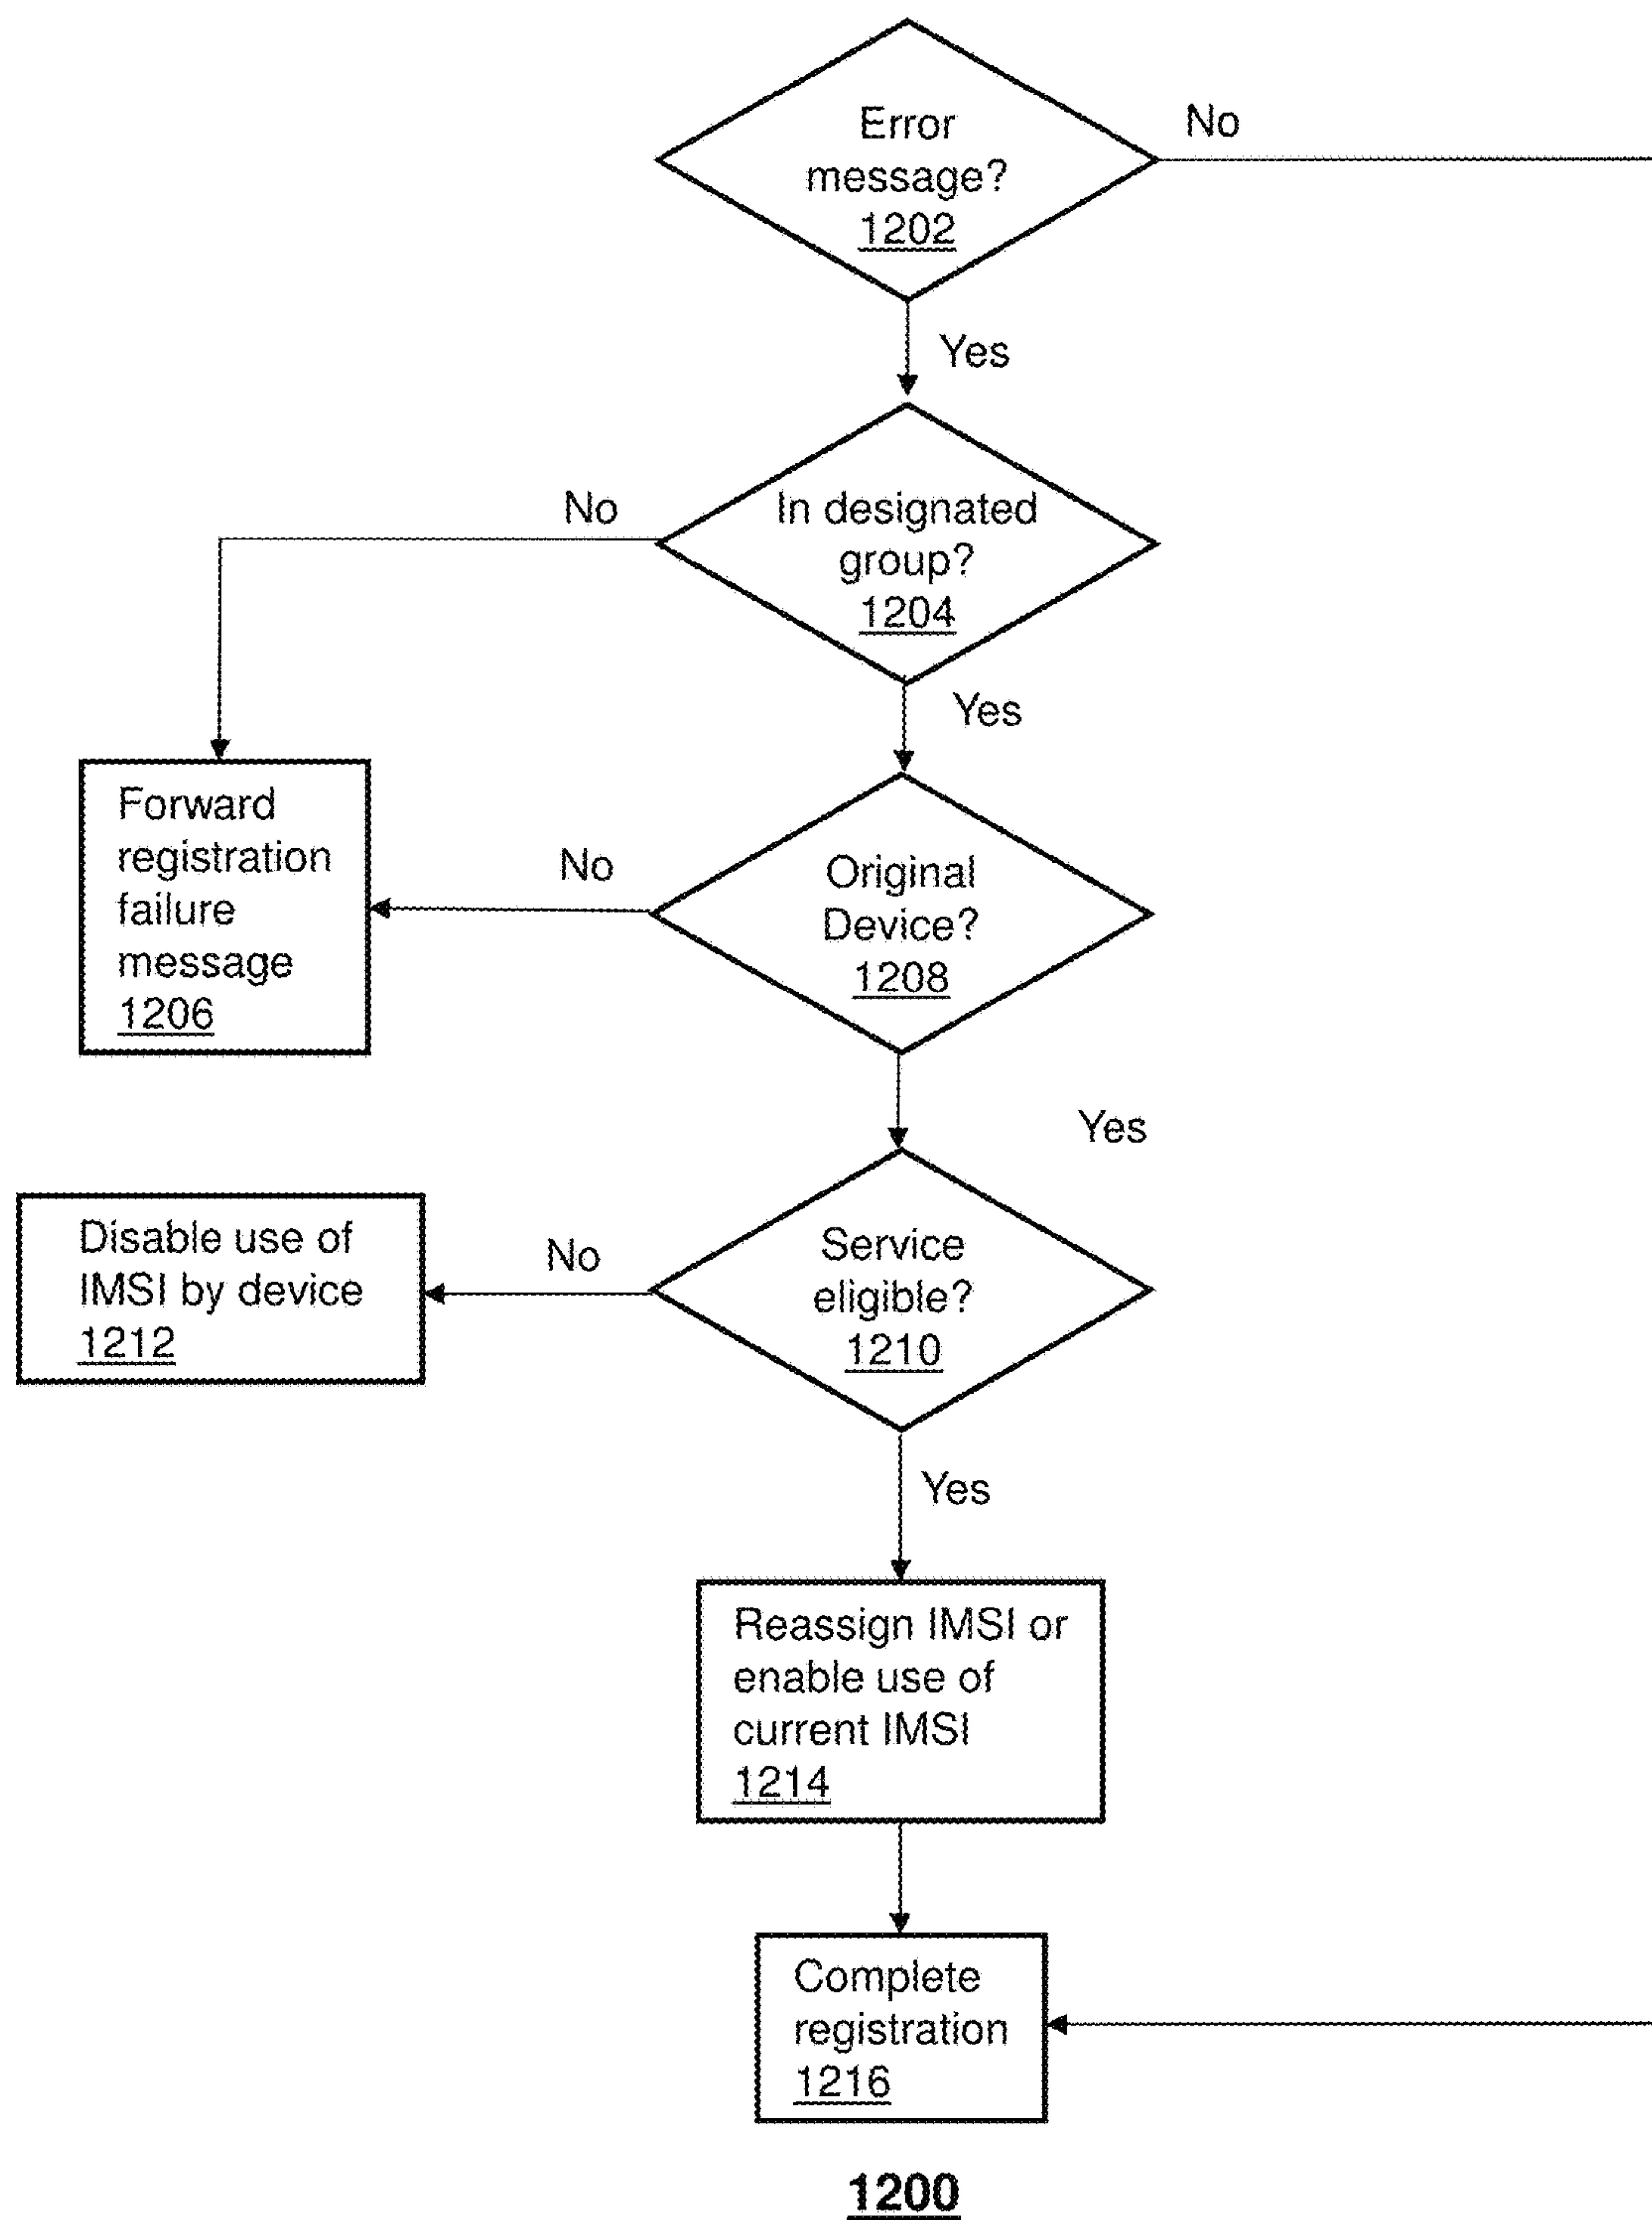 Error
message?
1202
No
Yes
In designated
group?
1204
No
Yes
Forward
registration
failure
message
1206
No
Original
Device?
1208
Yes
Disable use of
IMSI by device
1212
No
Service
eligible?
1210
Yes
Reassign IMSI or
enable use of
current IMSI
1214
Complete
registration
1216
1200